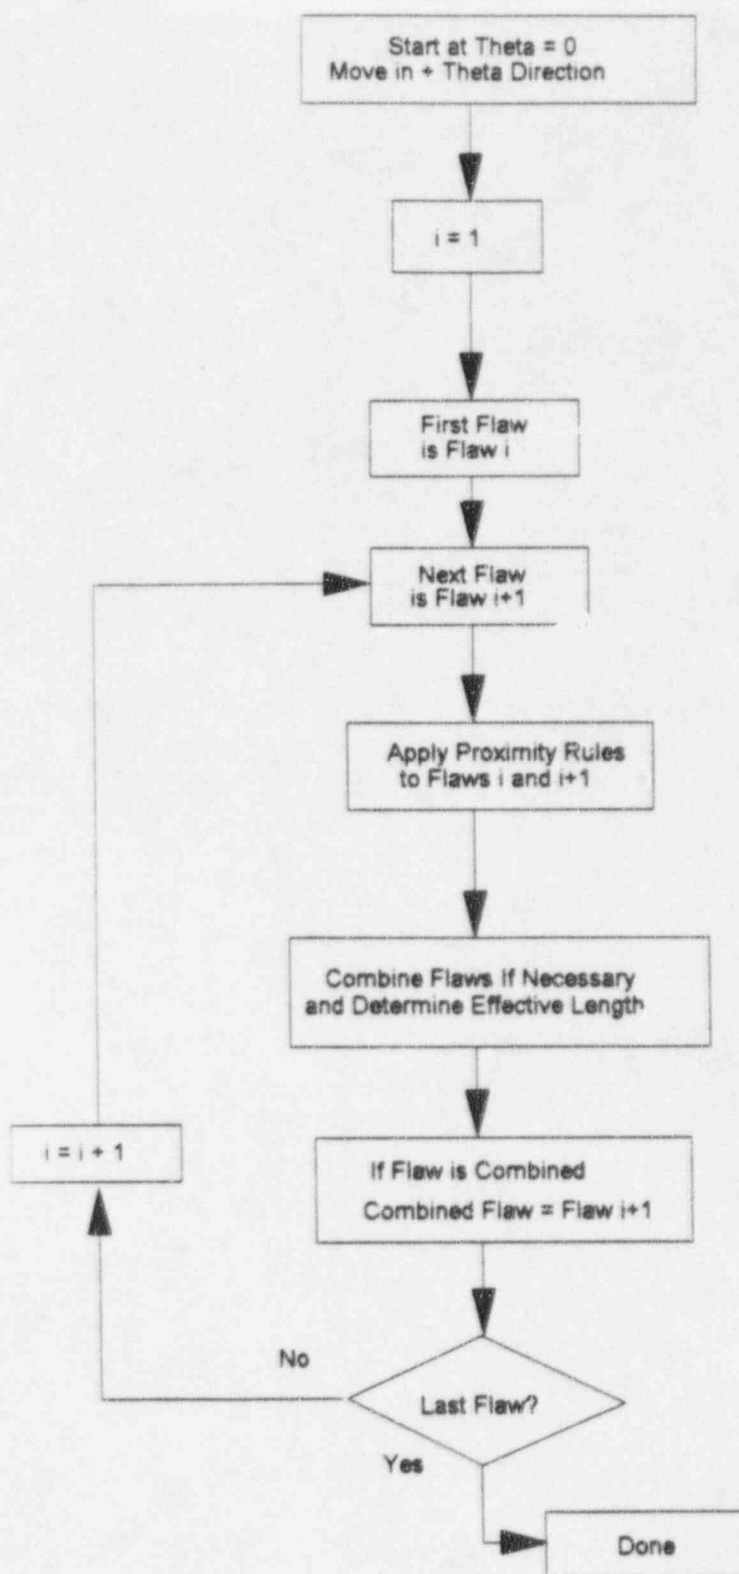 Start at Theta = 0
Move in + Theta Direction
i = 1
First Flaw
is Flaw i
Next Flaw
is Flaw i+1
Apply Proximity Rules
to Flaws i and i+1
Combine Flaws If Necessary
and Determine Effective Length
i = i + 1
If Flaw is Combined
Combined Flaw = Flaw i+1
No
Last Flaw?
Yes
Done